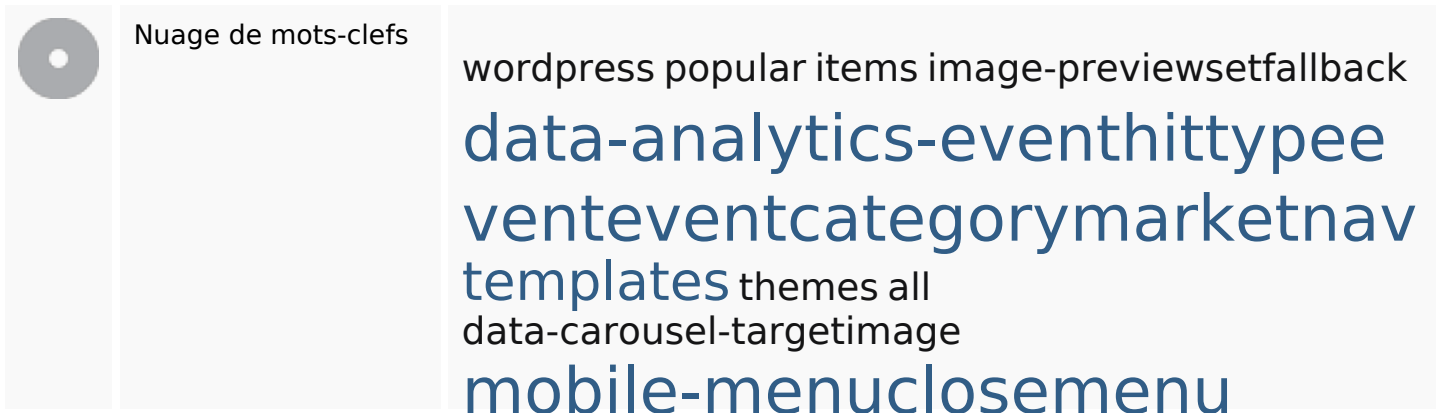 Nuage de mots-clefs
wordpress popular items image-previewsetfallback
data-analytics-eventhittypee
venteventcategorymarketnav
templates themes all
data-carousel-targetimage
mobile-menuclosemenu